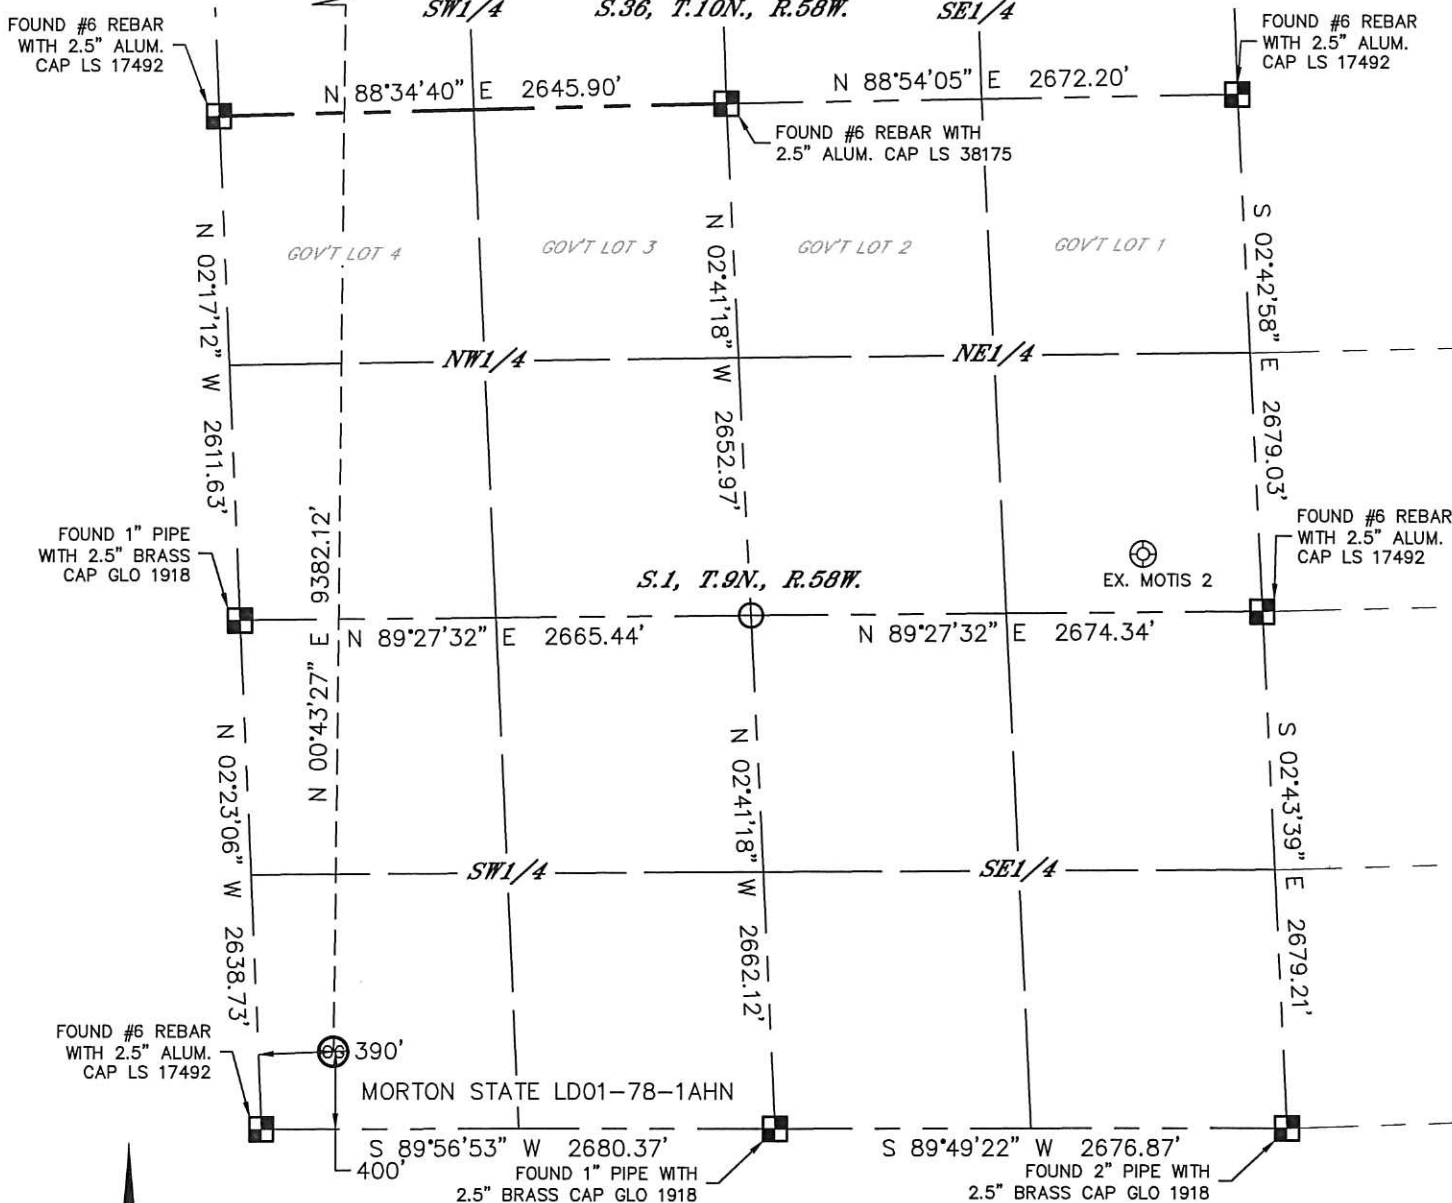 SW1/4
S.36, T.10N., R.58W.
SE1/4
FOUND #6 REBAR
WITH 2.5" ALUM.
CAP LS 17492
FOUND #6 REBAR
WITH 2.5" ALUM.
CAP LS 17492
N 88°34'40" E 2645.90'
N 88°54'05" E 2672.20'
FOUND #6 REBAR WITH
2.5" ALUM. CAP LS 38175
N 02°17'12" W 2611.63'
GOV'T LOT 4
GOV'T LOT 3
N 02°41'18" W 2652.97'
GOV'T LOT 2
GOV'T LOT 1
S 02°42'58" E 2679.03'
NW1/4
NE1/4
FOUND 1" PIPE
WITH 2.5" BRASS
CAP GLO 1918
N 00°43'27" E 9382.12'
S.1, T.9N., R.58W.
EX. MOTIS 2
FOUND #6 REBAR
WITH 2.5" ALUM.
CAP LS 17492
N 89°27'32" E 2665.44'
N 89°27'32" E 2674.34'
N 02°23'06" W 2638.73'
N 02°41'18" W 2662.12'
S 02°43'39" E 2679.21'
SW1/4
SE1/4
FOUND #6 REBAR
WITH 2.5" ALUM.
CAP LS 17492
390'
MORTON STATE LD01-78-1AHN
S 89°56'53" W 2680.37'
S 89°49'22" W 2676.87'
400'
FOUND 1" PIPE WITH
2.5" BRASS CAP GLO 1918
FOUND 2" PIPE WITH
2.5" BRASS CAP GLO 1918